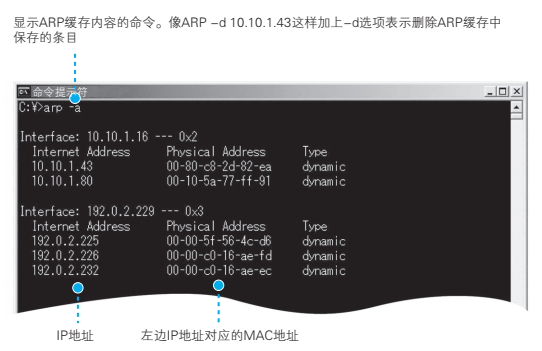 显示ARP缓存内容的命令。像ARP –d 10.10.1.43这样加上–d选项表示删除ARP缓存中
保存的条目
命令提示符
C:¥>arp -a
Interface: 10.10.1.16 --- 0x2
Internet Address Physical Address Type
10.10.1.43 00-80-c8-2d-82-ea dynamic
10.10.1.80 00-10-5a-77-ff-91 dynamic
Interface: 192.0.2.229 --- 0x3
Internet Address Physical Address Type
192.0.2.225 00-00-5f-56-4c-d6 dynamic
192.0.2.226 00-00-c0-16-ae-fd dynamic
192.0.2.232 00-00-c0-16-ae-ec dynamic
IP地址 左边IP地址对应的MAC地址